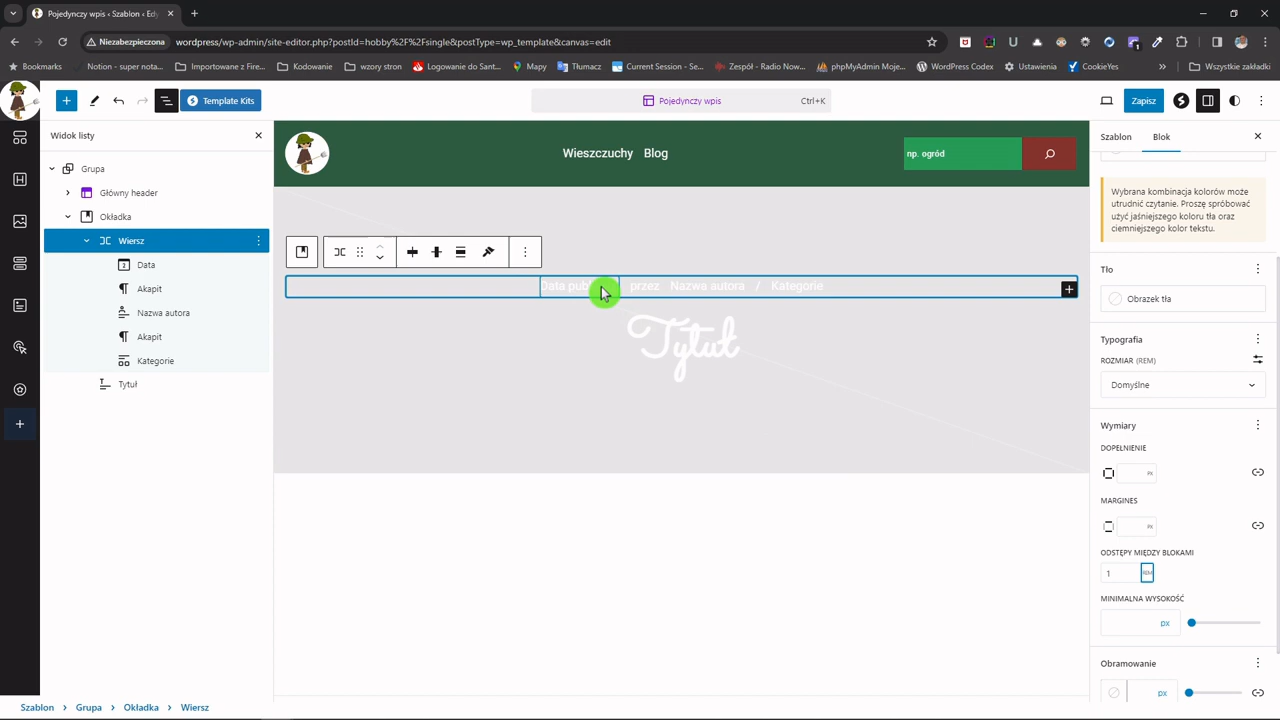 Pojedynczy wpis ‹ Szablon ‹ Edy
Niezabezpieczona
wordpress/wp-admin/site-editor.php?postId=hobby%2F%2Fsingle&postType=wp_template&canvas=edit
Bookmarks
Notion - super nota...
Importowane z Fire...
Kodowanie
wzory stron
Logowanie do Sant...
Mapy
Tłumacz
Current Session - Se...
Zespół - Radio Now...
phpMyAdmin Moje...
WordPress Codex
Ustawienia
CookieYes
Wszystkie zakładki
Template Kits
Pojedynczy wpis
Ctrl+K
Zapisz
Widok listy
Grupa
Główny header
Okładka
Wiersz
Data
Akapit
Nazwa autora
Akapit
Kategorie
Tytuł
Wieszczuchy Blog
np. ogród
przez Nazwa autora / Kategorie
Tytuł
Szablon Blok
Wybrana kombinacja kolorów może
utrudnić czytanie. Proszę spróbować
użyć jaśniejszego koloru tła oraz
ciemniejszego kolor tekstu.
Tło
Obrazek tła
Typografia
ROZMIAR (REM)
Domyślne
Wymiary
DOPEŁNIENIE
PX
MARGINES
PX
ODSTĘPY MIĘDZY BLOKAMI
1 REM
MINIMALNA WYSOKOŚĆ
px
Obramowanie
px
Szablon › Grupa › Okładka › Wiersz